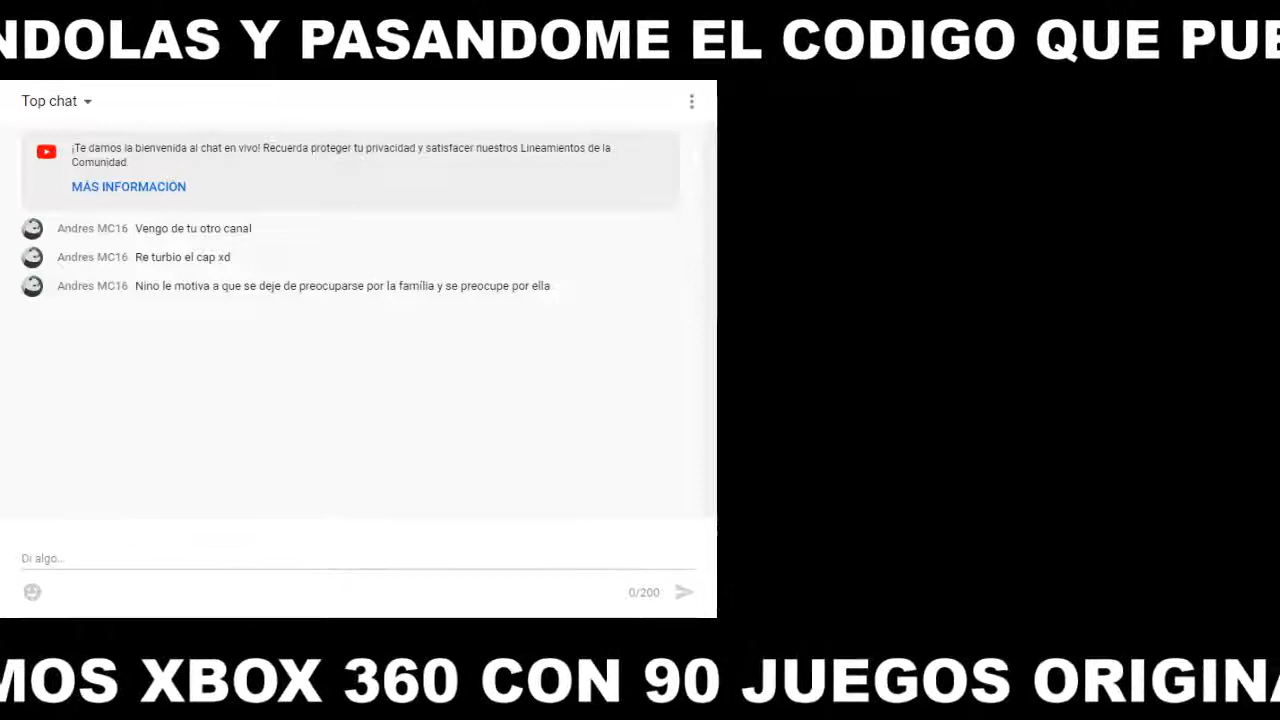 NDOLAS Y PASANDOME EL CODIGO QUE PUE
Top chat
¡Te damos la bienvenida al chat en vivo! Recuerda proteger tu privacidad y satisfacer nuestros Lineamientos de la
Comunidad.
MÁS INFORMACIÓN
Andres MC16 Vengo de tu otro canal
Andres MC16 Re turbio el cap xd
Andres MC16 Nino le motiva a que se deje de preocuparse por la família y se preocupe por ella
Di algo...
0/200
MOS XBOX 360 CON 90 JUEGOS ORIGINA